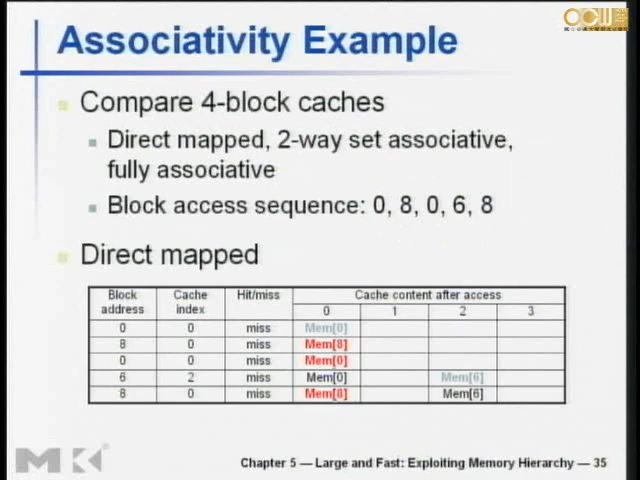 Associativity Example
Compare 4-block caches
Direct mapped, 2-way set associative,
fully associative
Block access sequence: 0, 8, 0, 6, 8
Direct mapped
Block address Cache index Hit/miss Cache content after access
0 1 2 3
0 0 miss Mem[0]
8 0 miss Mem[8]
0 0 miss Mem[0]
6 2 miss Mem[0] Mem[6]
8 0 miss Mem[8] Mem[6]
MK
Chapter 5 — Large and Fast: Exploiting Memory Hierarchy — 35